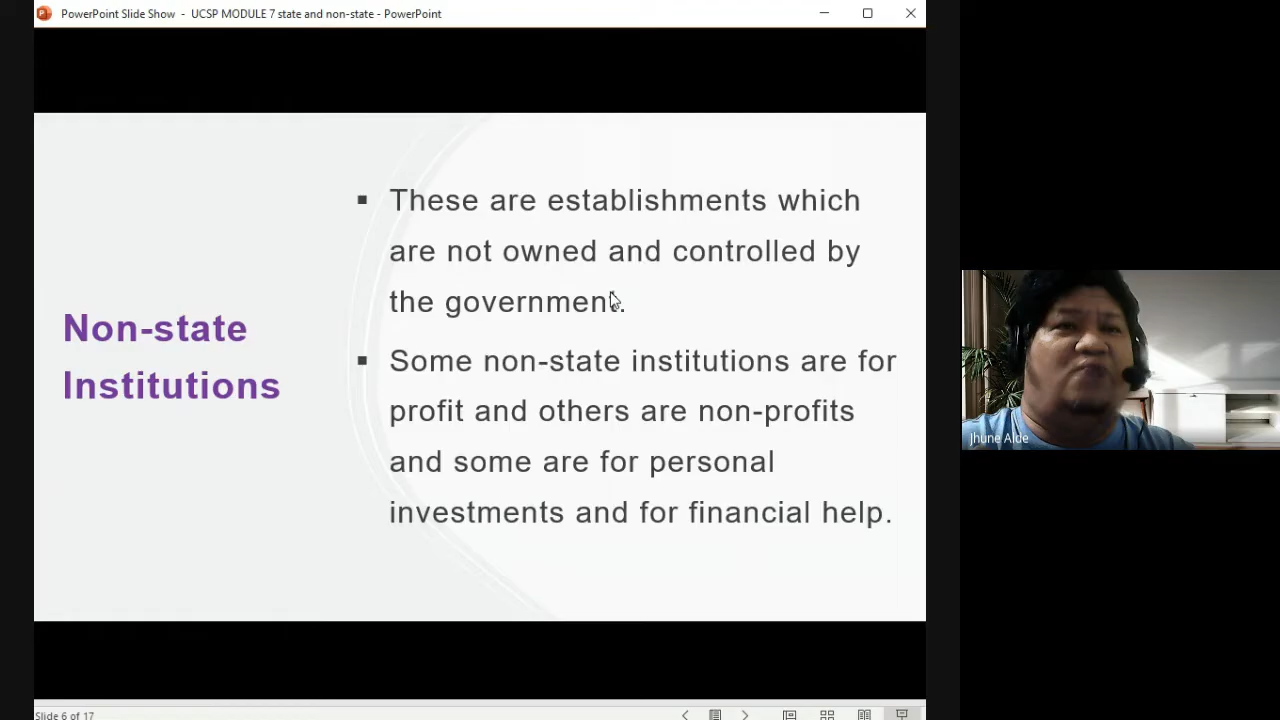 PowerPoint Slide Show - UCSP MODULE 7 state and non-state - PowerPoint
Non-state
Institutions
▪ These are establishments which
are not owned and controlled by
the government.
▪ Some non-state institutions are for
profit and others are non-profits
and some are for personal
investments and for financial help.
Jhune Alde
Slide 6 of 17